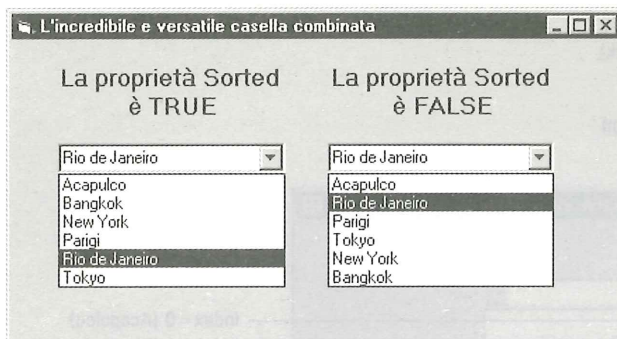 L'incredibile e versatile casella combinata
La proprietà Sorted
è TRUE
Rio de Janeiro
Acapulco
Bangkok
New York
Parigi
Rio de Janeiro
Tokyo
La proprietà Sorted
è FALSE
Rio de Janeiro
Acapulco
Rio de Janeiro
Parigi
Tokyo
New York
Bangkok